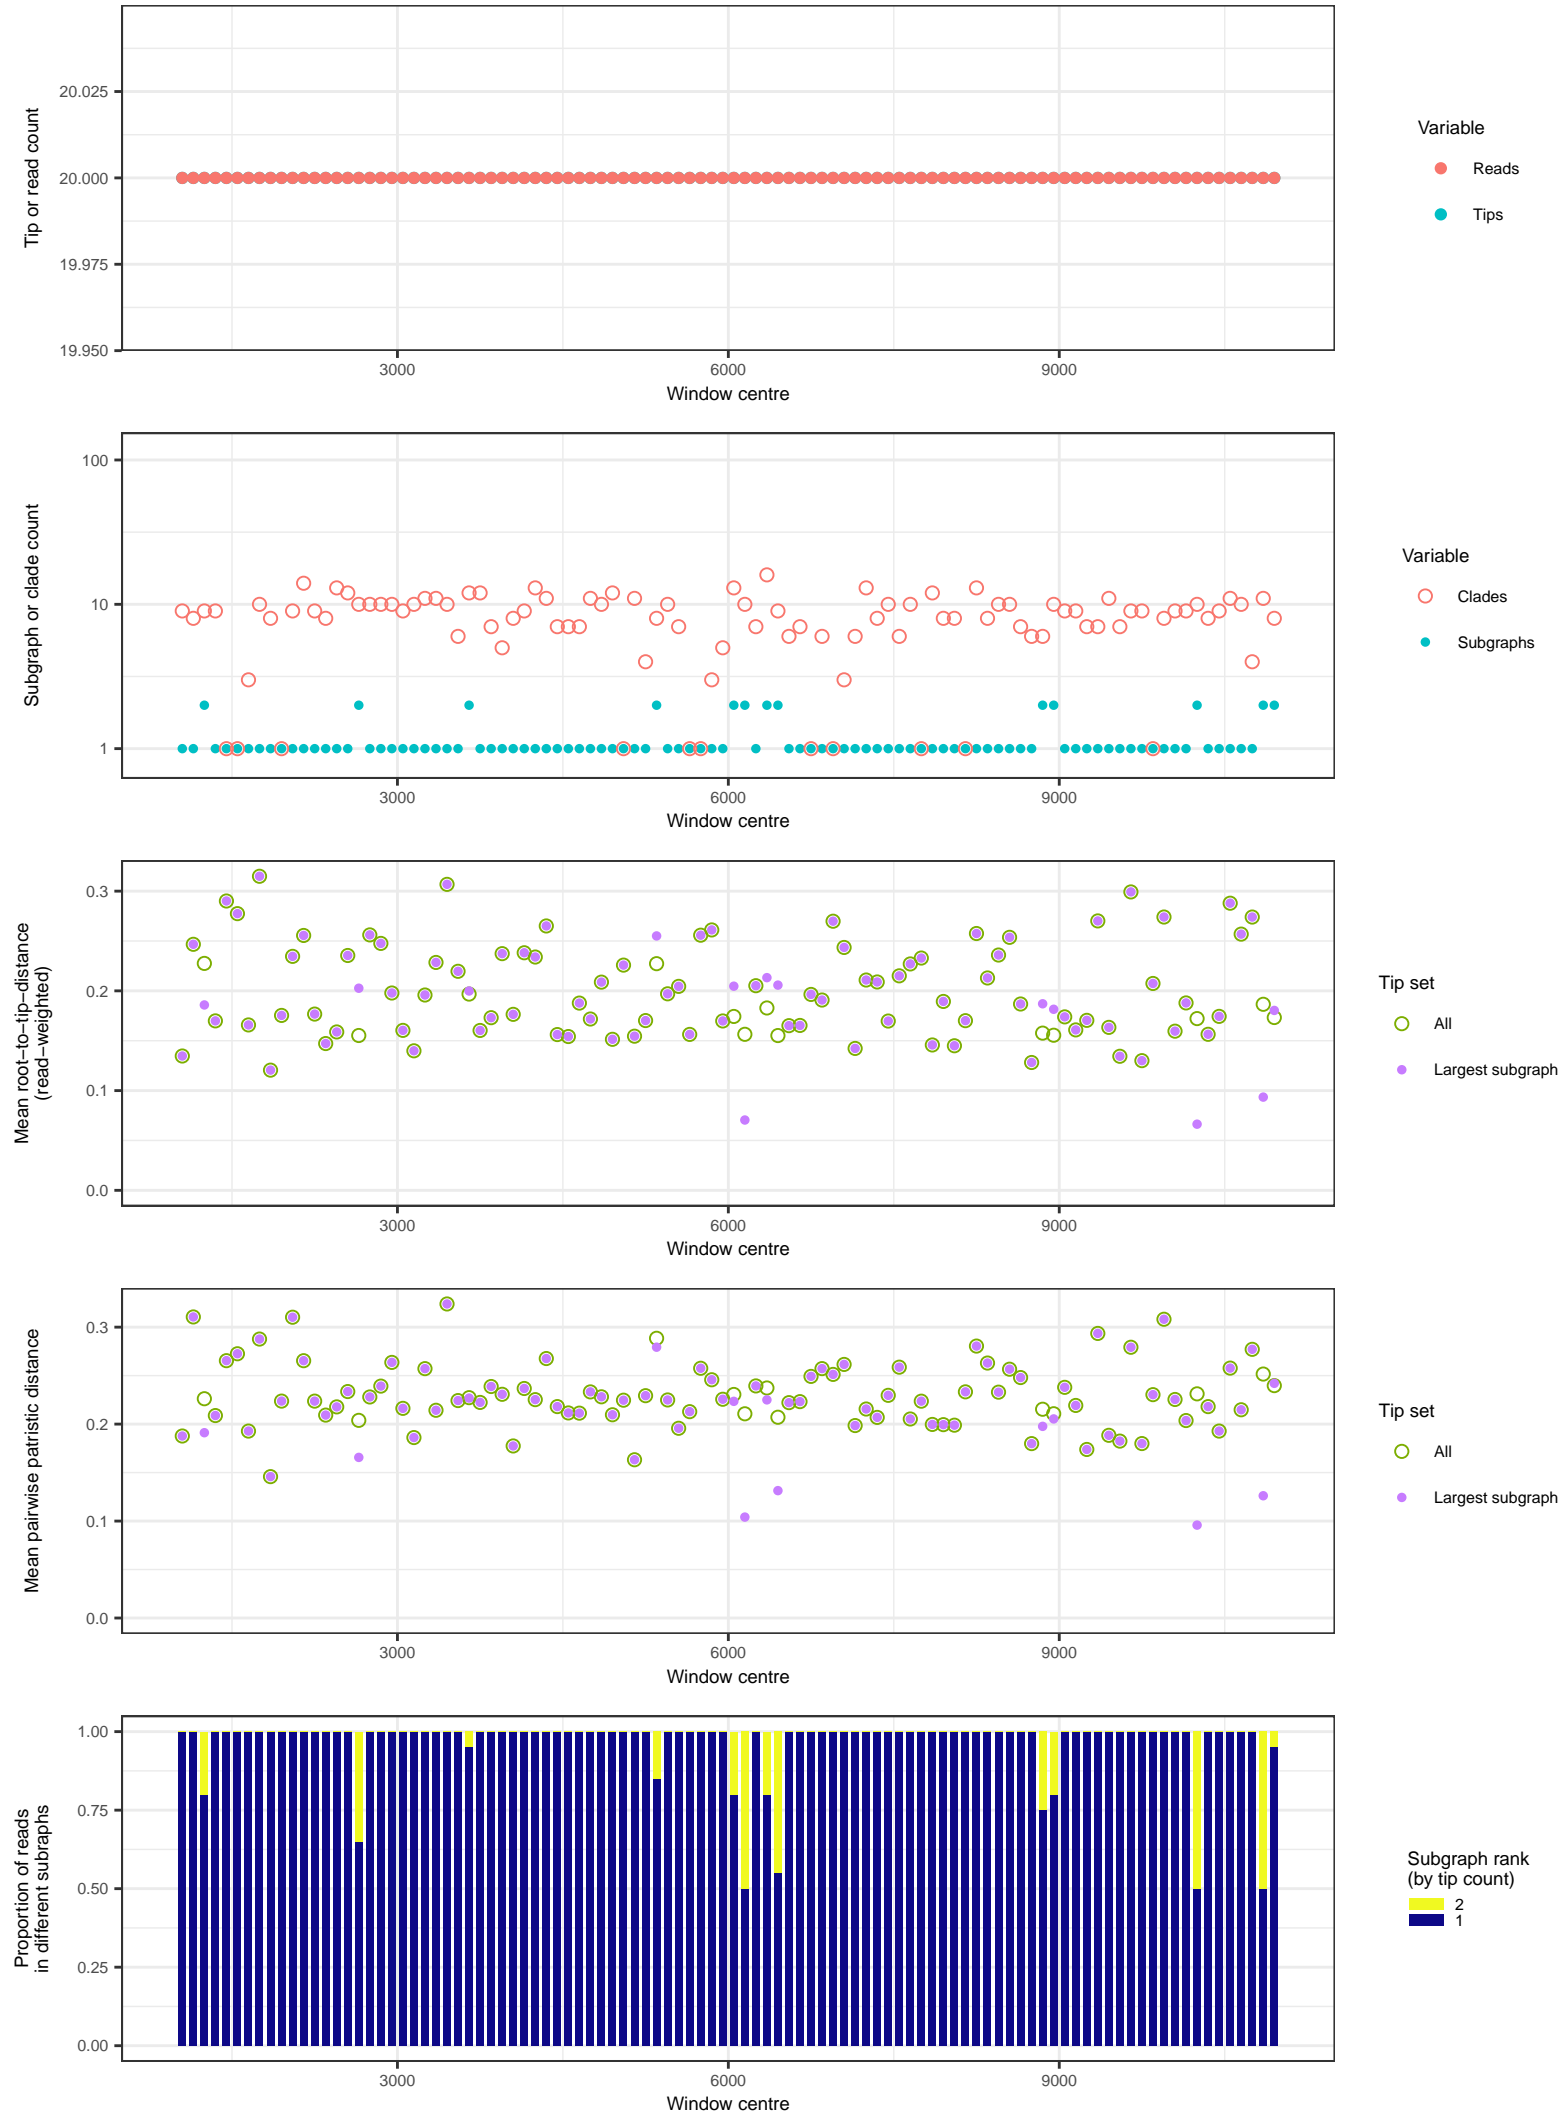 20.025
20.000
19.975
19.950
Tip or read count
3000
6000
9000
Window centre
Variable
Reads
Tips
100
10
1
Subgraph or clade count
3000
6000
9000
Window centre
Variable
Clades
Subgraphs
0.3
0.2
0.1
0.0
Mean root−to−tip−distance
(read−weighted)
3000
6000
9000
Window centre
Tip set
All
Largest subgraph
0.3
0.2
0.1
0.0
Mean pairwise patristic distance
3000
6000
9000
Window centre
Tip set
All
Largest subgraph
1.00
0.75
0.50
0.25
0.00
Proportion of reads
in different subraphs
3000
6000
9000
Window centre
Subgraph rank
(by tip count)
2
1